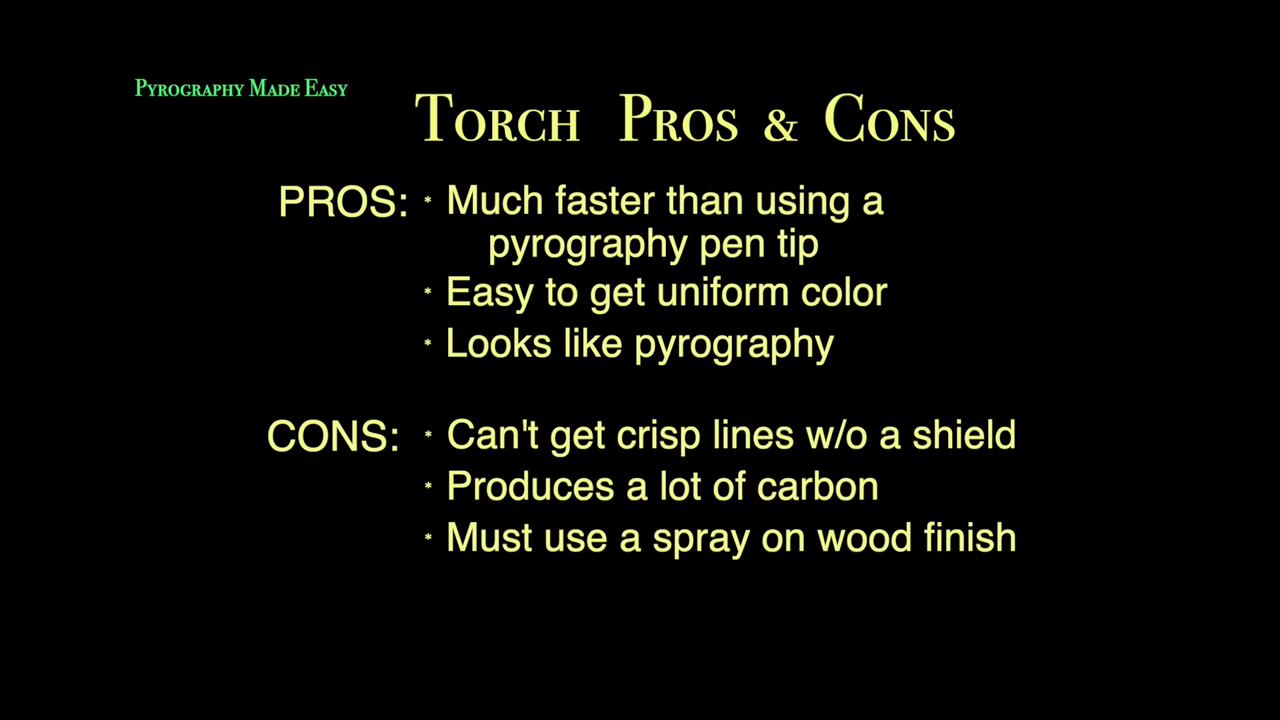 Pyrography Made Easy
Torch Pros & Cons
PROS: * Much faster than using a
pyrography pen tip
* Easy to get uniform color
* Looks like pyrography
CONS: * Can't get crisp lines w/o a shield
* Produces a lot of carbon
* Must use a spray on wood finish